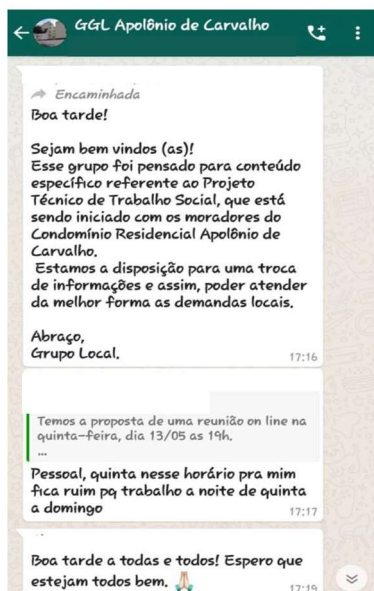 GGL Apolônio de Carvalho
Encaminhada
Boa tarde!
Sejam bem vindos (as)!
Esse grupo foi pensado para conteúdo
específico referente ao Projeto
Técnico de Trabalho Social, que está
sendo iniciado com os moradores do
Condomínio Residencial Apolônio de
Carvalho.
Estamos a disposição para uma troca
de informações e assim, poder atender
da melhor forma as demandas locais.
Abraço,
Grupo Local.
17:16
Temos a proposta de uma reunião on line na
quinta-feira, dia 13/05 as 19h.
...
Pessoal, quinta nesse horário pra mim
fica ruim pq trabalho a noite de quinta
a domingo
17:17
Boa tarde a todas e todos! Espero que
estejam todos bem. 🙏🏻
17:19